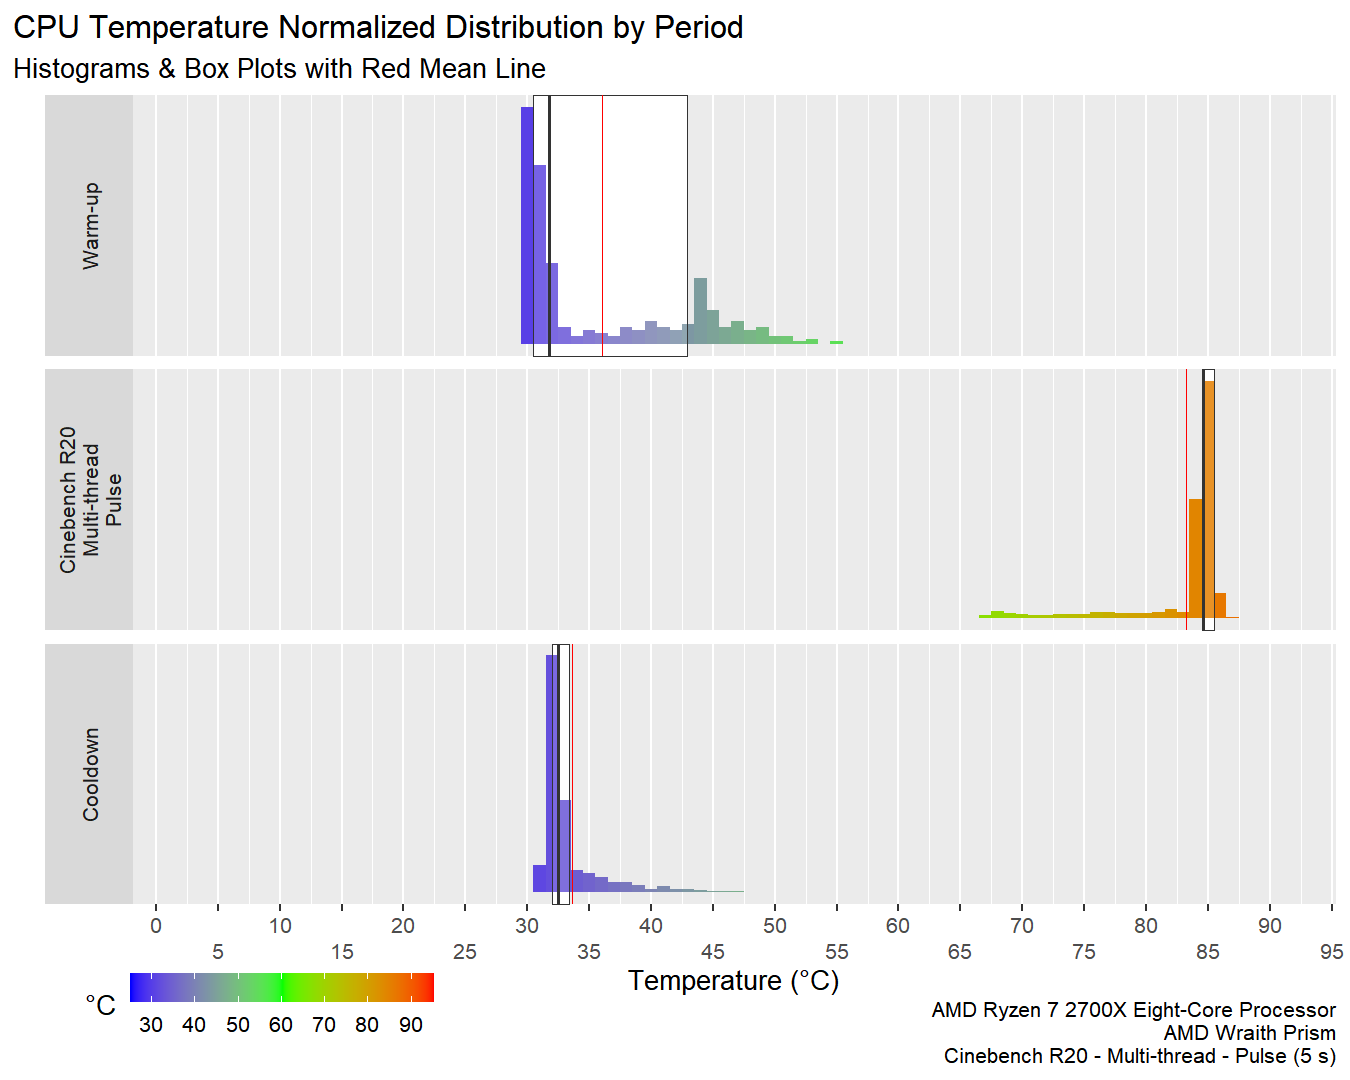 CPU Temperature Normalized Distribution by Period
Histograms & Box Plots with Red Mean Line
Warm-up
Cinebench R20
Multi-thread
Pulse
Cooldown
0 10 20 30 40 50 60 70 80 90
5 15 25 35 45 55 65 75 85 95
Temperature (°C)
°C
30 40 50 60 70 80 90
AMD Ryzen 7 2700X Eight-Core Processor
AMD Wraith Prism
Cinebench R20 - Multi-thread - Pulse (5 s)